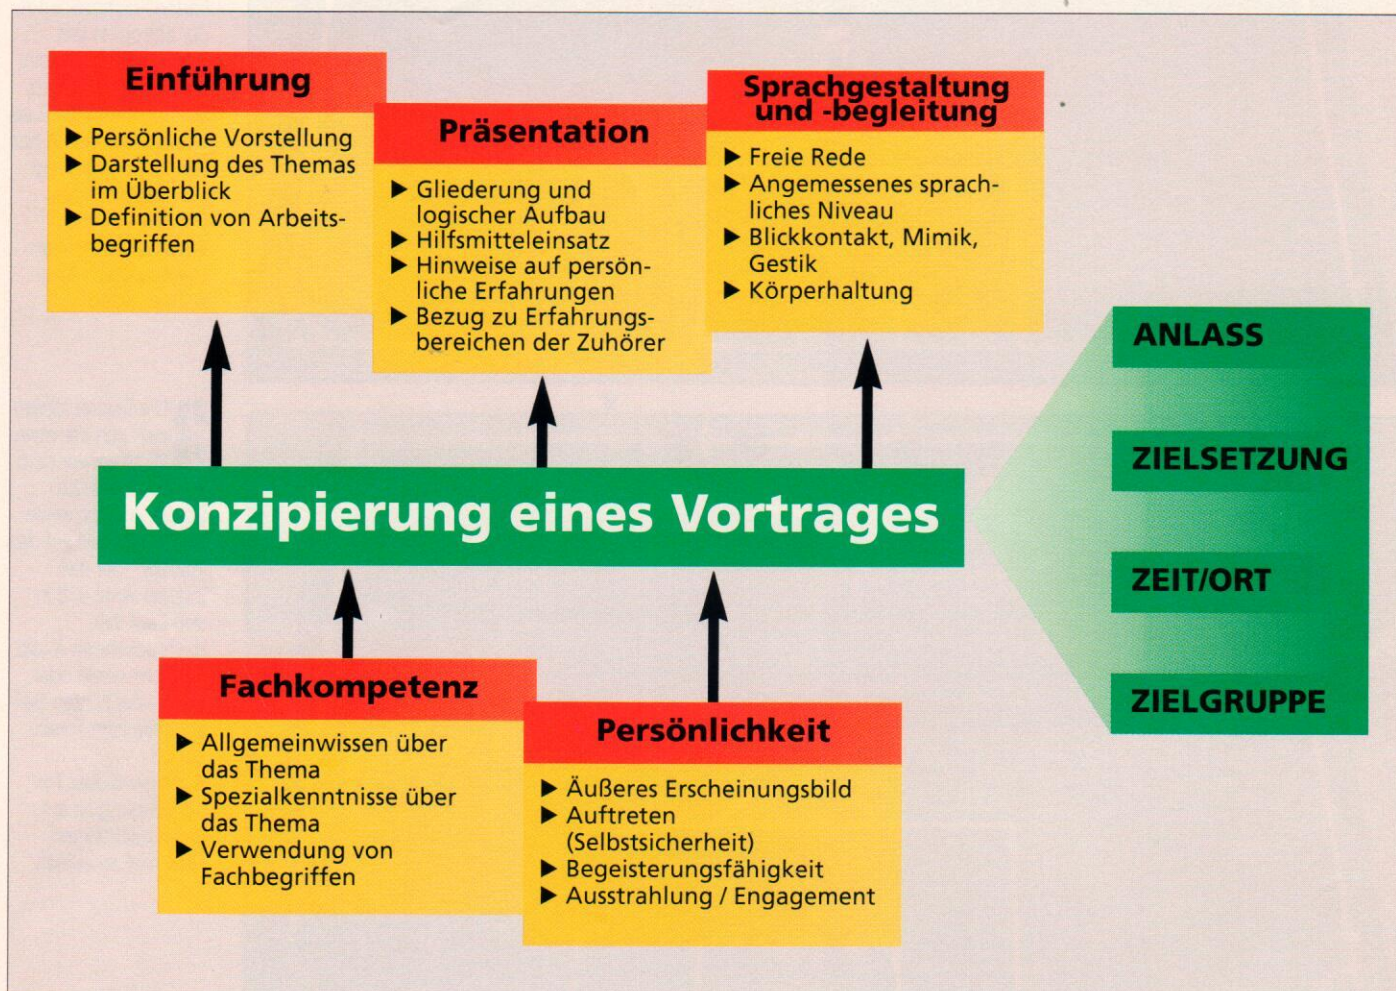 Einführung
▶ Persönliche Vorstellung
▶ Darstellung des Themas
im Überblick
▶ Definition von Arbeits-
begriffen
Präsentation
▶ Gliederung und
logischer Aufbau
▶ Hilfsmitteleinsatz
▶ Hinweise auf persön-
liche Erfahrungen
▶ Bezug zu Erfahrungs-
bereichen der Zuhörer
Sprachgestaltung
und -begleitung
▶ Freie Rede
▶ Angemessenes sprach-
liches Niveau
▶ Blickkontakt, Mimik,
Gestik
▶ Körperhaltung
Konzipierung eines Vortrages
ANLASS
ZIELSETZUNG
ZEIT/ORT
ZIELGRUPPE
Fachkompetenz
▶ Allgemeinwissen über
das Thema
▶ Spezialkenntnisse über
das Thema
▶ Verwendung von
Fachbegriffen
Persönlichkeit
▶ Äußeres Erscheinungsbild
▶ Auftreten
(Selbstsicherheit)
▶ Begeisterungsfähigkeit
▶ Ausstrahlung / Engagement